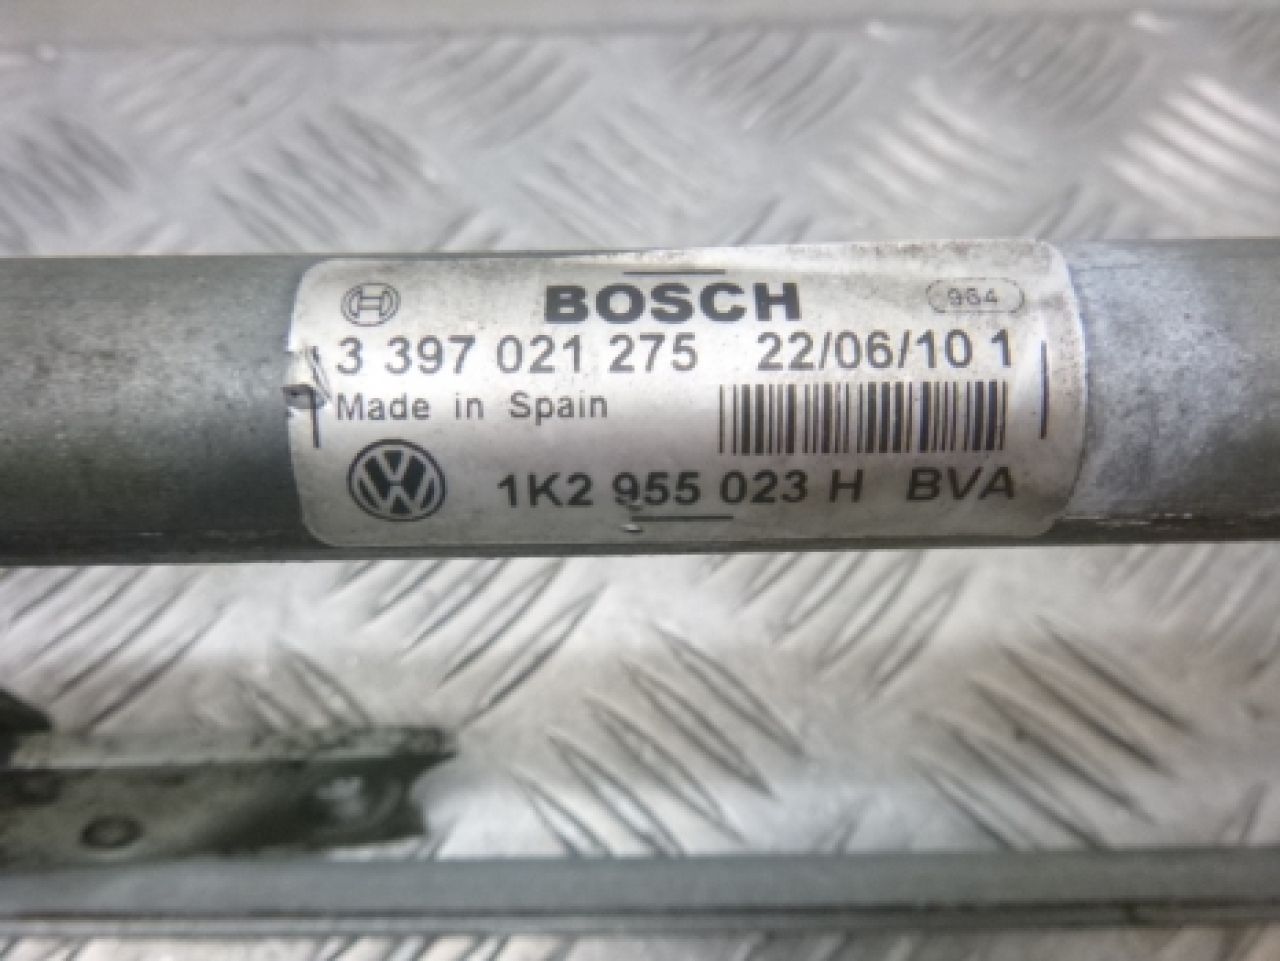 BOSCH 964
3 397 021 275 22/06/10 1
Made in Spain
1K2 955 023 H BVA